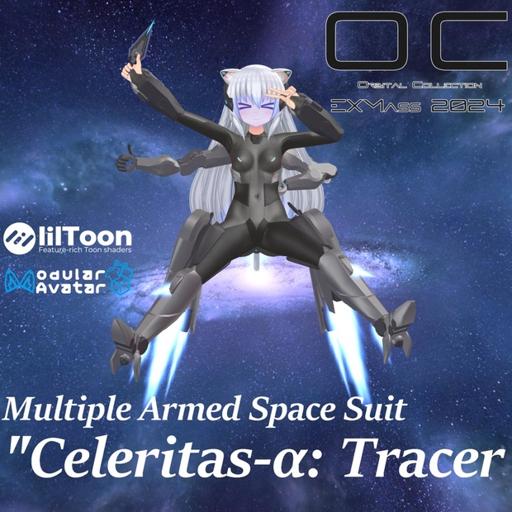 OC
Orbital Collection
EXMass 2024
lilToon
Feature-rich Toon shaders
Modular
Avatar
Multiple Armed Space Suit
"Celeritas-α: Tracer